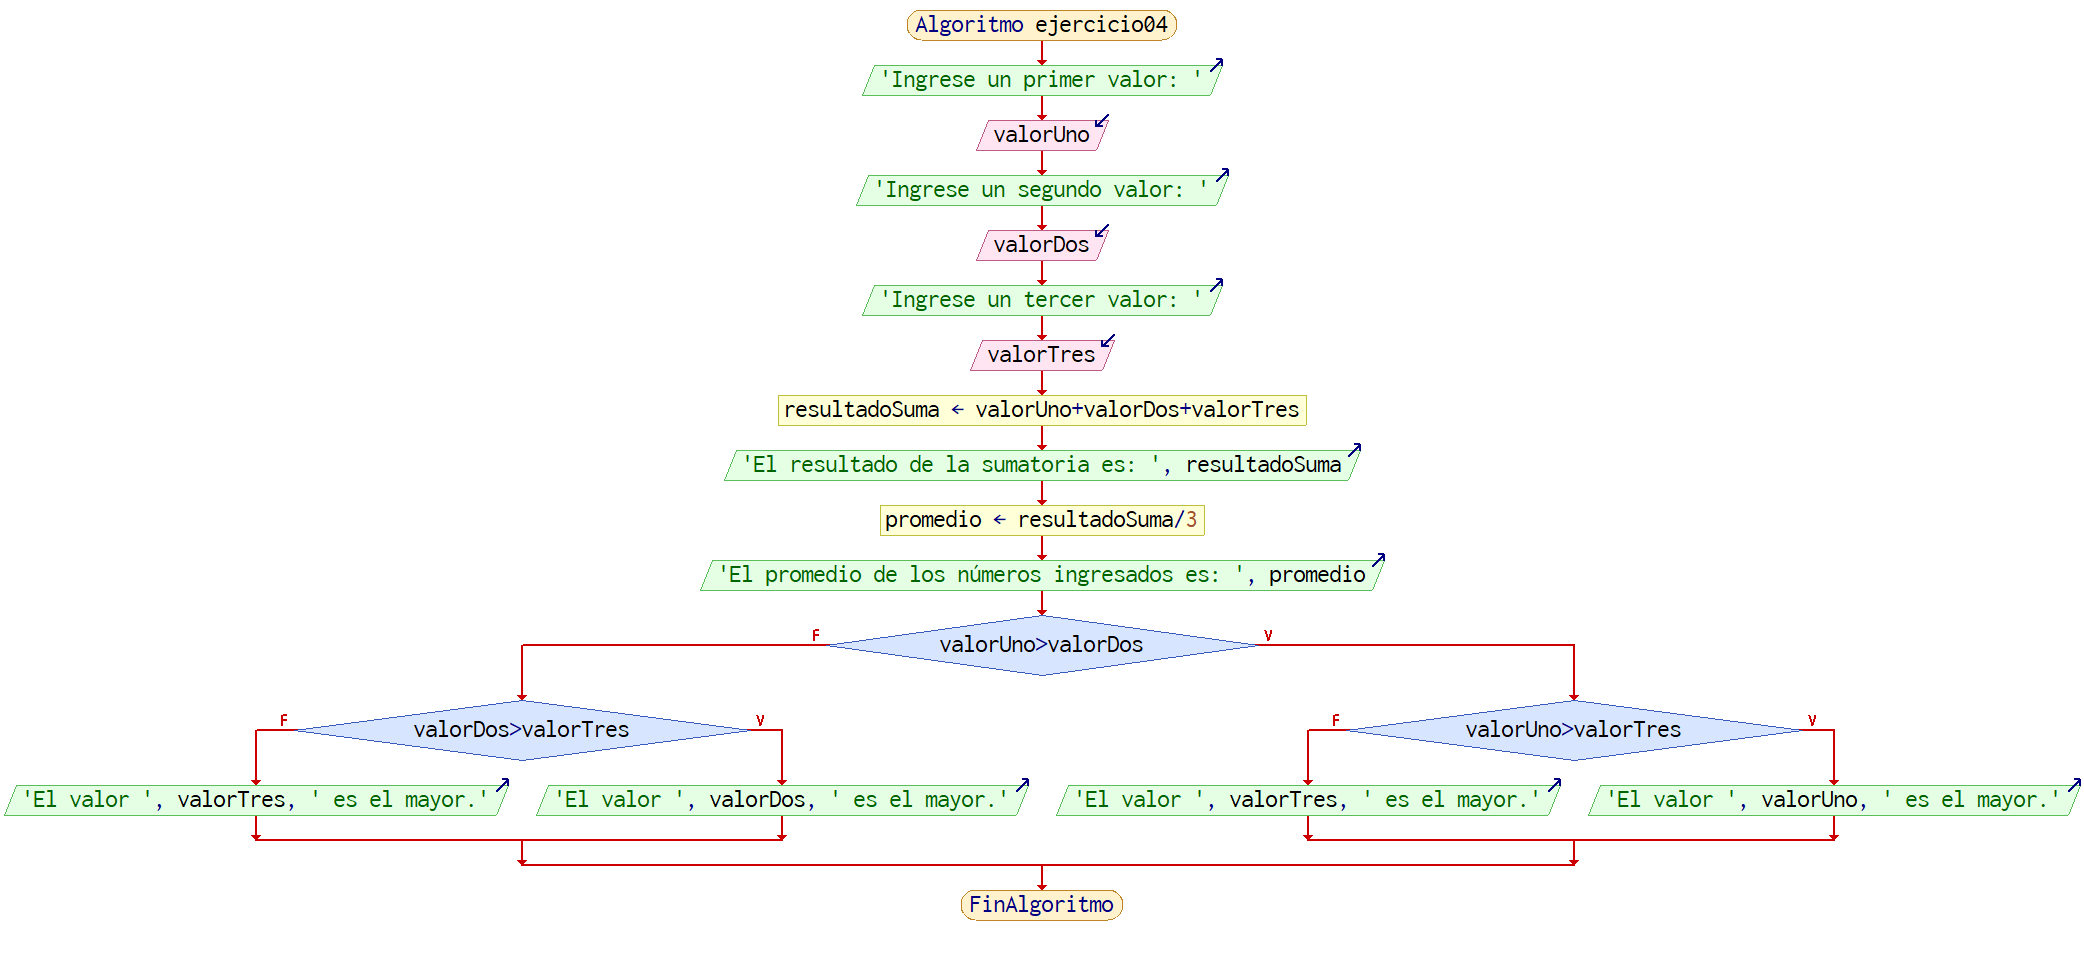 Algoritmo ejercicio04
'Ingrese un primer valor: '
valorUno
'Ingrese un segundo valor: '
valorDos
'Ingrese un tercer valor: '
valorTres
resultadoSuma ← valorUno+valorDos+valorTres
'El resultado de la sumatoria es: ', resultadoSuma
promedio ← resultadoSuma/3
'El promedio de los números ingresados es: ', promedio
F
valorUno>valorDos
V
F
valorDos>valorTres
V
F
valorUno>valorTres
V
'El valor ', valorTres, ' es el mayor.'
'El valor ', valorDos, ' es el mayor.'
'El valor ', valorTres, ' es el mayor.'
'El valor ', valorUno, ' es el mayor.'
FinAlgoritmo